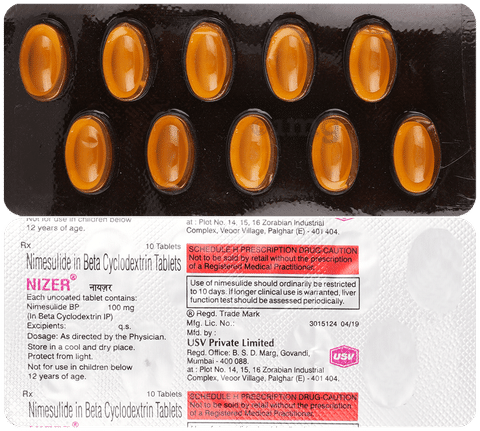 Not for use in children below
12 years of age.
at : Plot No. 14, 15, 16 Zorabian Industrial
Complex, Veoor Village, Palghar (E) - 401 404.
Rx 10 Tablets
Nimesulide in Beta Cyclodextrin Tablets
NIZER® नायज़र
Each uncoated tablet contains:
Nimesulide BP 100 mg
(In Beta Cyclodextrin IP)
Excipients: q.s.
Dosage: As directed by the Physician.
Store in a cool and dry place.
Protect from light.
Not for use in children below
12 years of age.
SCHEDULE H PRESCRIPTION DRUG-CAUTION
Not to be sold by retail without the prescription
of a Registered Medical Practitioner.
Use of nimesulide should ordinarily be restricted
to 10 days. If longer clinical use is warranted, liver
function test should be assessed periodically.
® Regd. Trade Mark
Mfg. Lic. No.: 3015124 04/19
Mfd. by :
USV Private Limited
Regd. Office: B. S. D. Marg, Govandi,
Mumbai - 400 088.
at : Plot No. 14, 15, 16 Zorabian Industrial
Complex, Veoor Village, Palghar (E) - 401 404.
USV
Rx 10 Tablets
Nimesulide in Beta Cyclodextrin Tablets
SCHEDULE H PRESCRIPTION DRUG-CAUTION
Not to be sold by retail without the prescription
of a Registered Medical Practitioner.